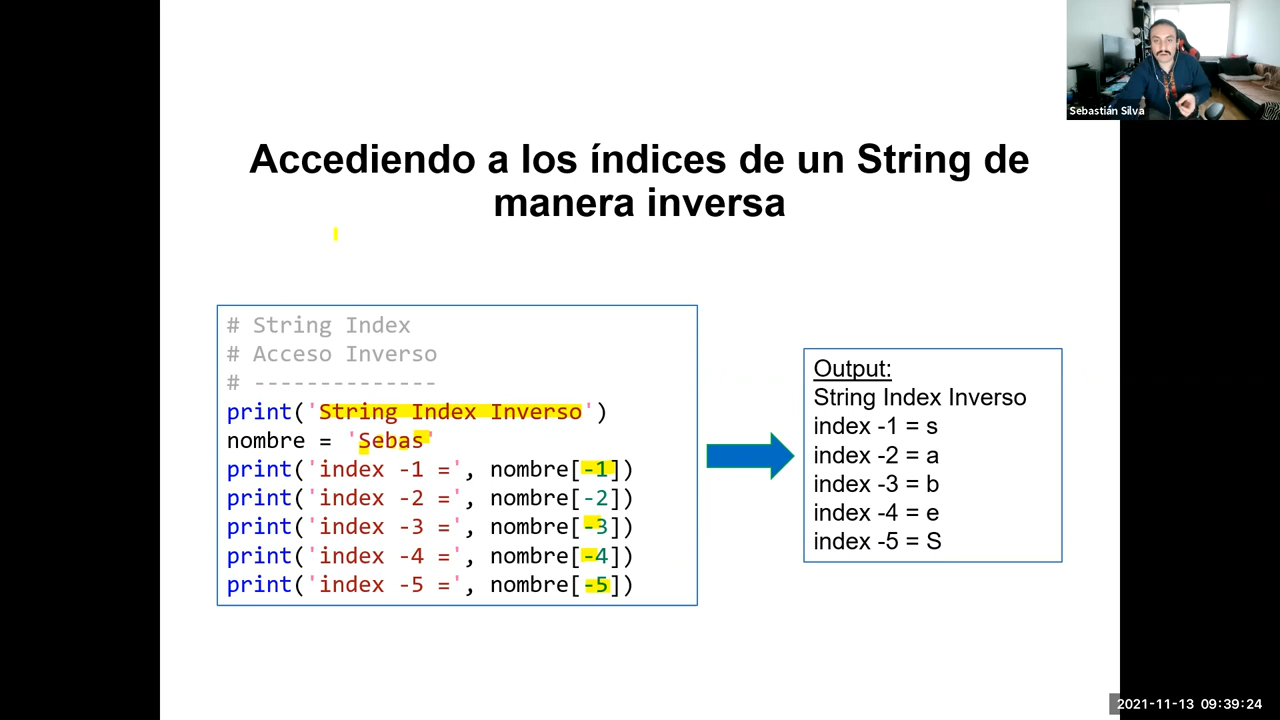 Sebastián Silva
Accediendo a los índices de un String de
manera inversa
# String Index
# Acceso Inverso
# --------------
print('String Index Inverso')
nombre = 'Sebas'
print('index -1 =', nombre[-1])
print('index -2 =', nombre[-2])
print('index -3 =', nombre[-3])
print('index -4 =', nombre[-4])
print('index -5 =', nombre[-5])
Output:
String Index Inverso
index -1 = s
index -2 = a
index -3 = b
index -4 = e
index -5 = S
2021-11-13 09:39:24